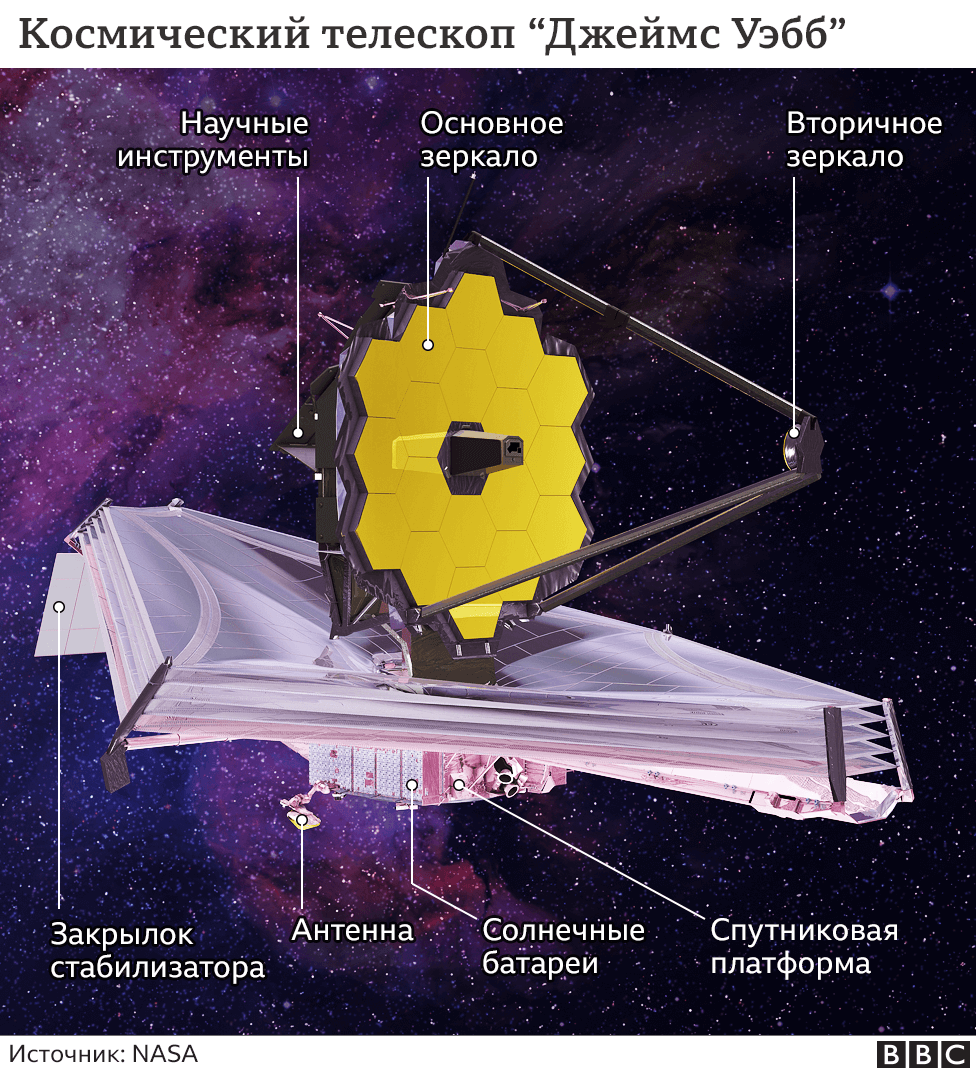 Космический телескоп “Джеймс Уэбб”
Научные
инструменты
Основное
зеркало
Вторичное
зеркало
Закрылок
стабилизатора
Антенна
Солнечные
батареи
Спутниковая
платформа
Источник: NASA
BBC